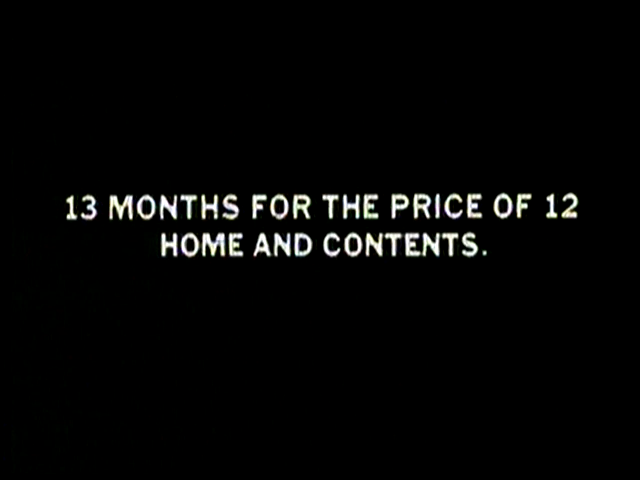 13 MONTHS FOR THE PRICE OF 12
HOME AND CONTENTS.